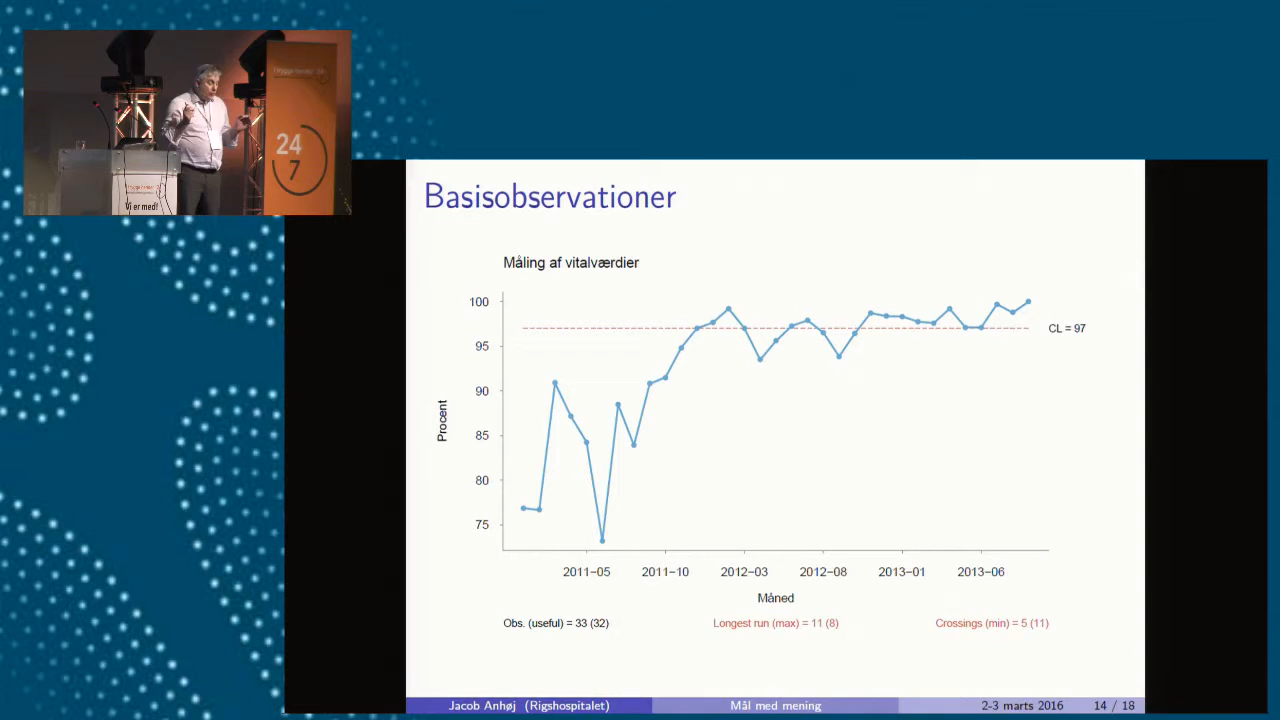 24
7
Vi er med!
Basisobservationer
Måling af vitalværdier
100
95
90
85
80
75
Procent
CL = 97
2011−05
2011−10
2012−03
2012−08
2013−01
2013−06
Måned
Obs. (useful) = 33 (32)
Longest run (max) = 11 (8)
Crossings (min) = 5 (11)
Jacob Anhøj (Rigshospitalet)
Mål med mening
2-3 marts 2016
14 / 18